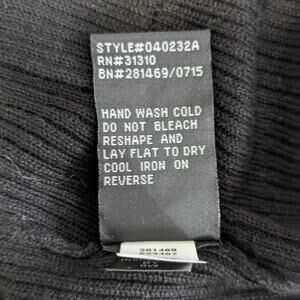 STYLE#040232A
RN#31310
BN#281469/0715
HAND WASH COLD
DO NOT BLEACH
RESHAPE AND
LAY FLAT TO DRY
COOL IRON ON
REVERSE
281469